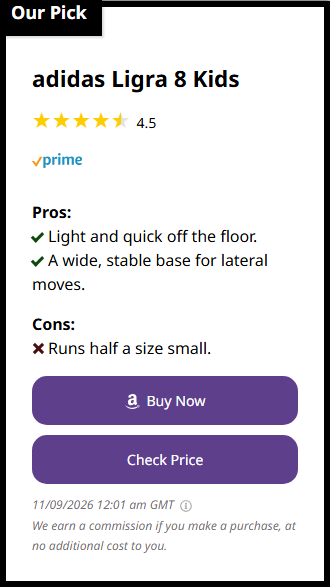 Our Pick
adidas Ligra 8 Kids
4.5
prime
Pros:
Light and quick off the floor.
A wide, stable base for lateral
moves.
Cons:
Runs half a size small.
Buy Now
Check Price
11/09/2026 12:01 am GMT
We earn a commission if you make a purchase, at
no additional cost to you.